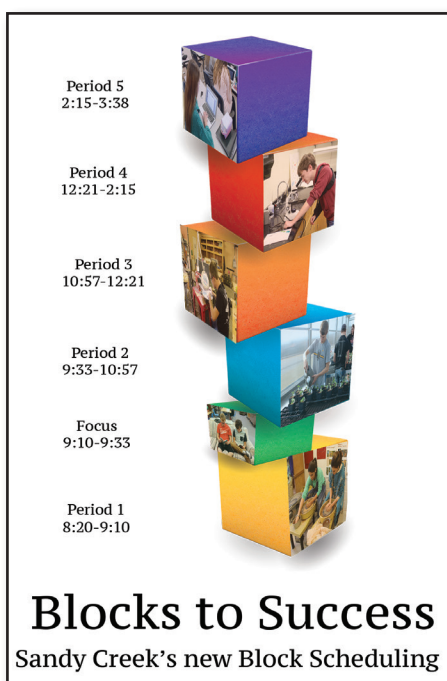 Period 5
2:15-3:38
Period 4
12:21-2:15
Period 3
10:57-12:21
Period 2
9:33-10:57
Focus
9:10-9:33
Period 1
8:20-9:10
Blocks to Success
Sandy Creek’s new Block Scheduling